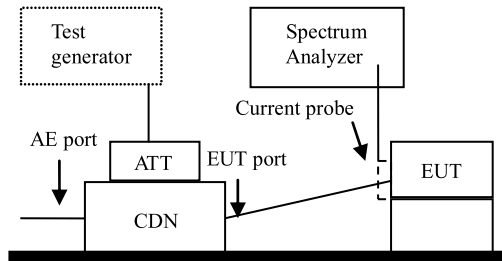 Test
generator
Spectrum
Analyzer
Current probe
AE port
ATT
EUT port
EUT
CDN